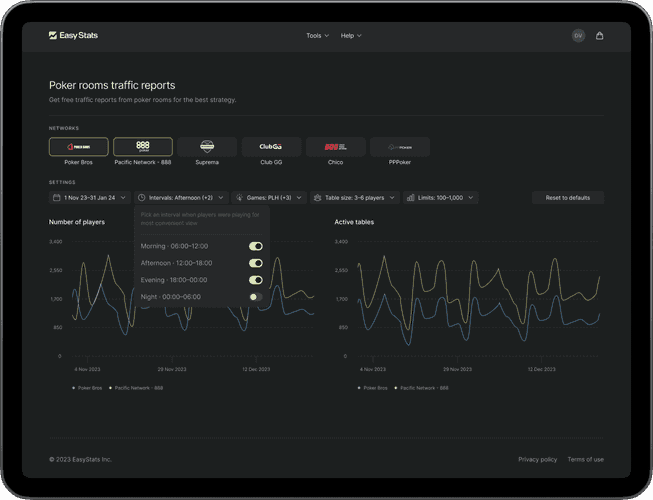 EasyStats
Tools
Help
GV
Poker rooms traffic reports
Get free traffic reports from poker rooms for the best strategy.
NETWORKS
888
poker
ClubGG
Poker Bros
Pacific Network - 888
Suprema
Club GG
Chico
PPPoker
SETTINGS
1 Nov 23–31 Jan 24
Intervals: Afternoon (+2)
Games: PLH (+3)
Table size: 3-6 players
Limits: 100–1,000
Reset to defaults
Pick an interval when players were playing for
most convenient view
Morning · 06:00–12:00
Afternoon · 12:00–18:00
Evening · 18:00–00:00
Night · 00:00–06:00
Number of players
3,400
2,550
1,700
850
0
4 Nov 2023
29 Nov 2023
12 Dec 2023
Poker Bros
Pacific Network - 888
Active tables
3,400
2,550
1,700
850
0
4 Nov 2023
29 Nov 2023
12 Dec 2023
Poker Bros
Pacific Network - 888
© 2023 EasyStats Inc.
Privacy policy
Terms of use